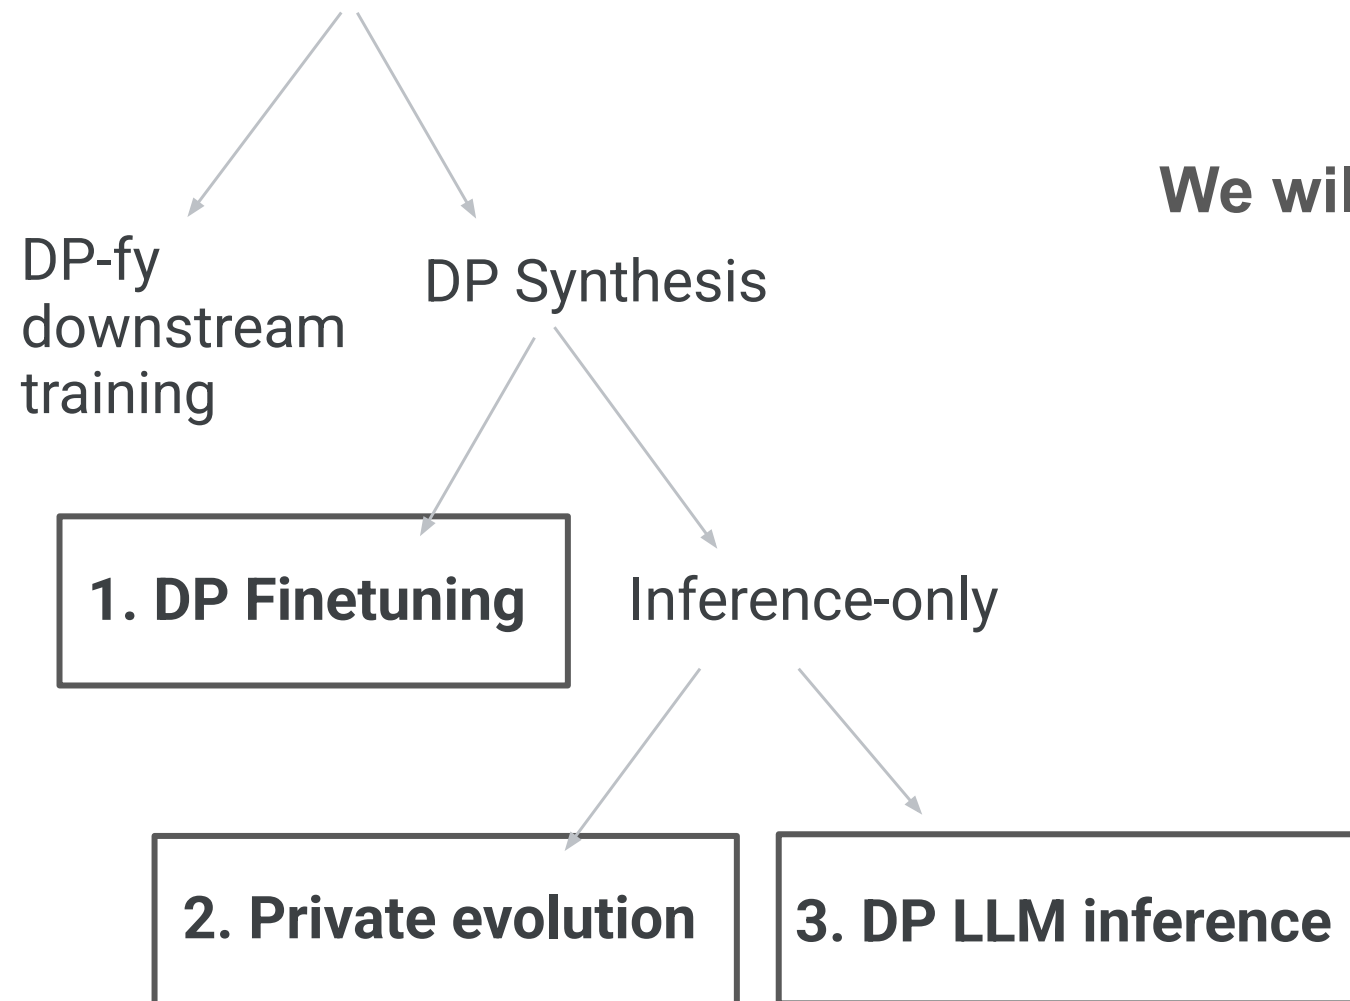 We wil
DP-fy
downstream
training
DP Synthesis
1. DP Finetuning
Inference-only
2. Private evolution
3. DP LLM inference